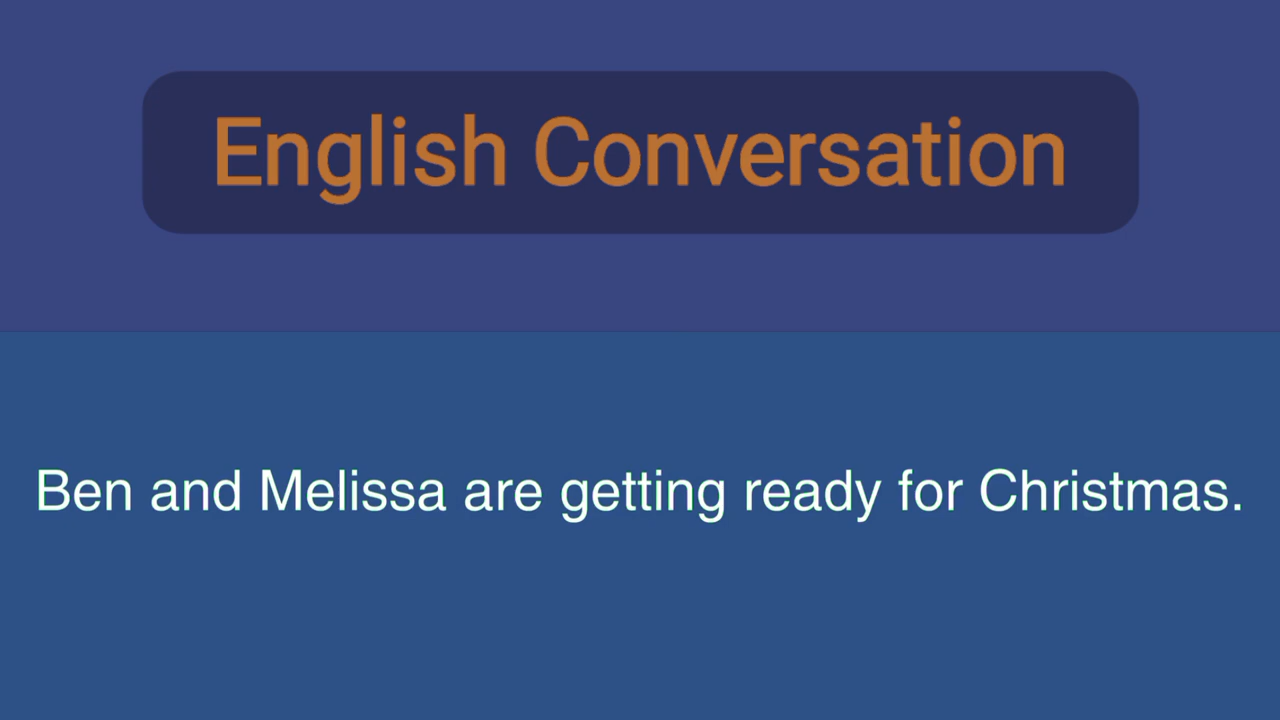 English Conversation
Ben and Melissa are getting ready for Christmas.